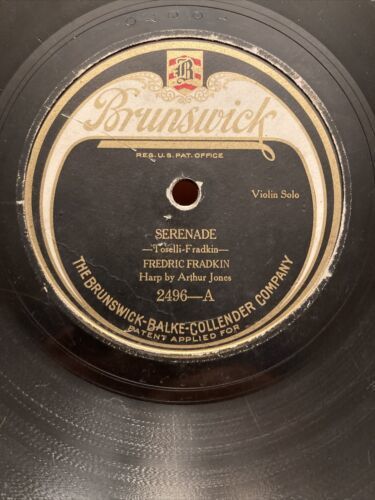 B
Brunswick
REG. U.S. PAT. OFFICE
Violin Solo
SERENADE
—Toselli-Fradkin—
FREDRIC FRADKIN
Harp by Arthur Jones
2496—A
THE BRUNSWICK-BALKE-COLLENDER COMPANY
PATENT APPLIED FOR